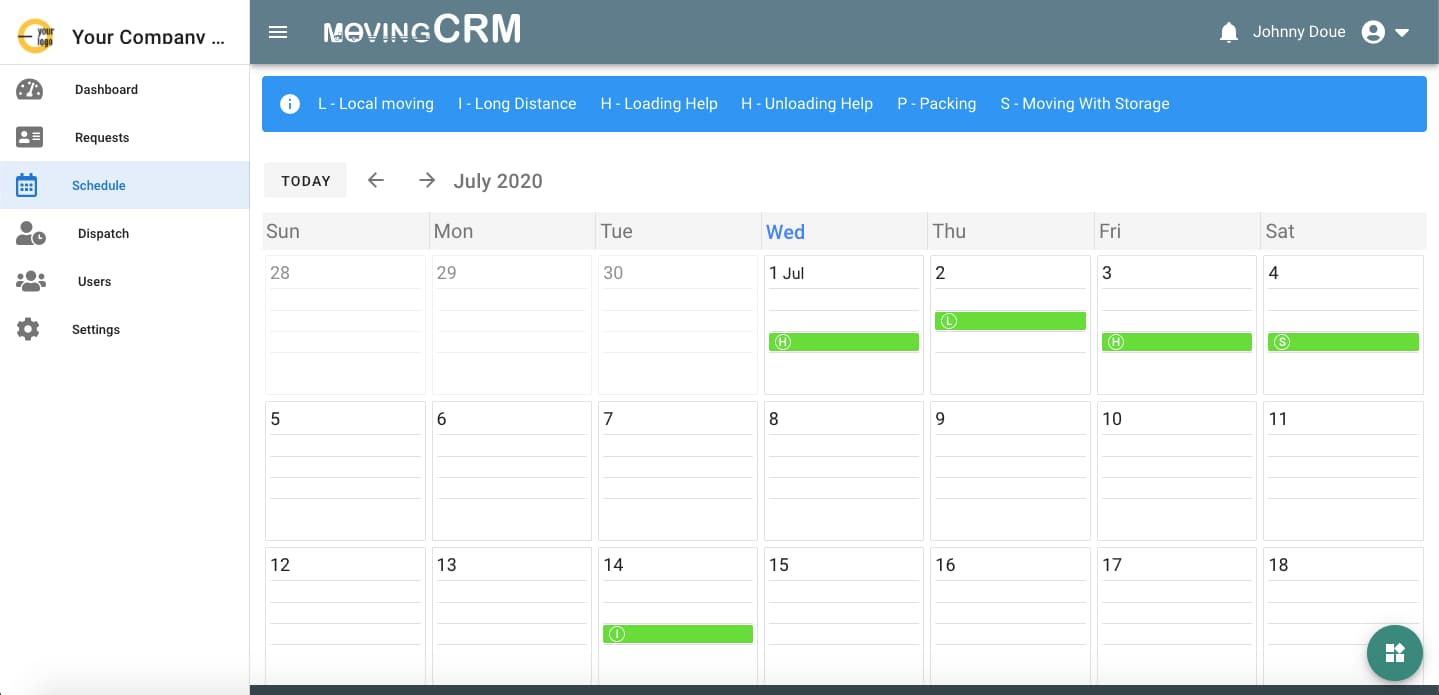 your logo
Your Company ...
MOVINGCRM
Johnny Doue
Dashboard
Requests
Schedule
Dispatch
Users
Settings
L - Local moving I - Long Distance H - Loading Help H - Unloading Help P - Packing S - Moving With Storage
TODAY July 2020
Sun Mon Tue Wed Thu Fri Sat
28 29 30 1 Jul 2 3 4
L
H H S
5 6 7 8 9 10 11
12 13 14 15 16 17 18
I